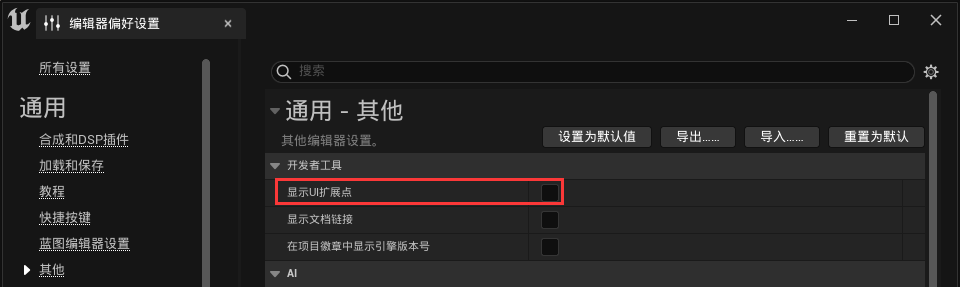 编辑器偏好设置
所有设置
通用
合成和DSP插件
加载和保存
教程
快捷按键
蓝图编辑器设置
其他
搜索
通用 - 其他
其他编辑器设置。
设置为默认值
导出......
导入......
重置为默认
开发者工具
显示UI扩展点
显示文档链接
在项目徽章中显示引擎版本号
AI